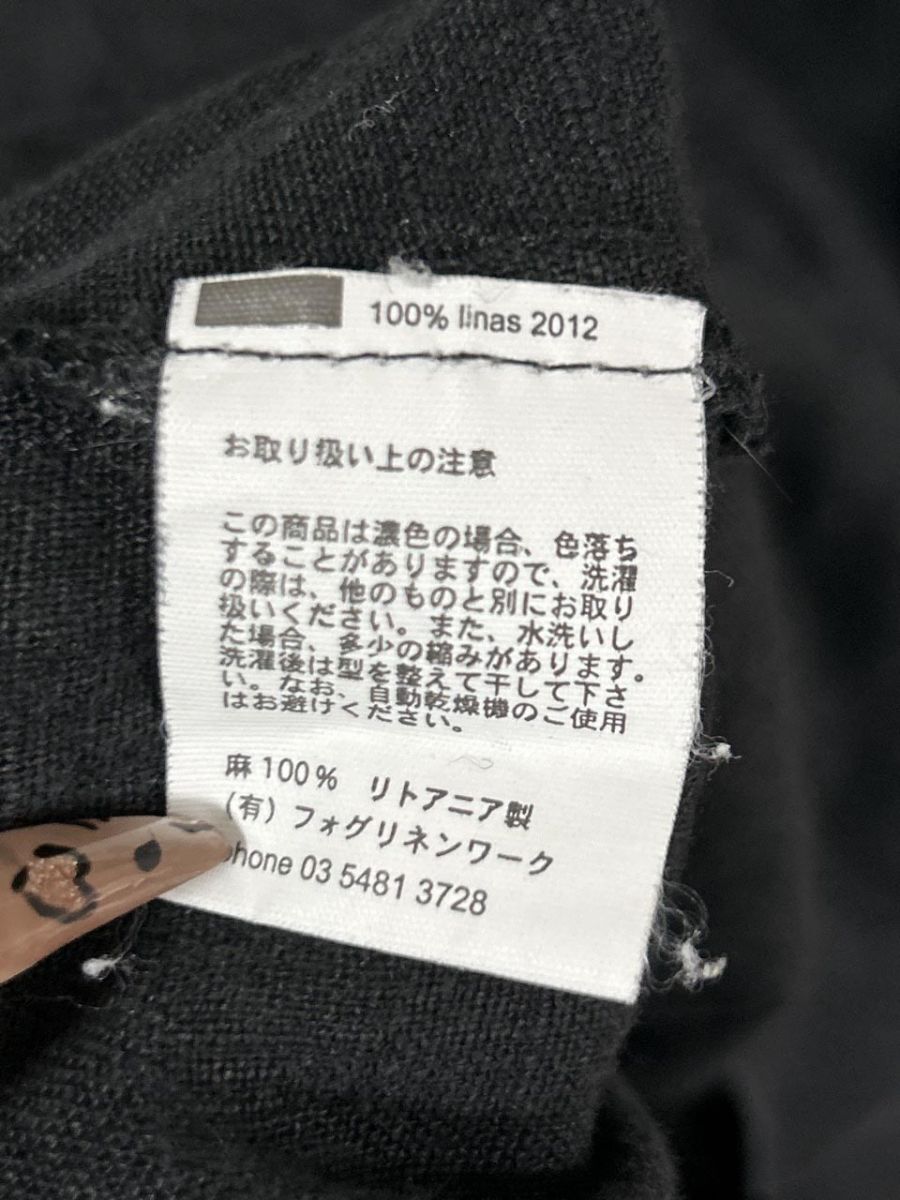 100% linas 2012
お取り扱い上の注意
この商品は濃色の場合、色落ち
することがありますので、洗濯
の際は、他のものと別にお取り
扱いください。また、水洗いし
た場合、多少の縮みがあります。
洗濯後は型を整えて干して下さ
い。なお、自動乾燥機のご使用
はお避けください。
麻100% リトアニア製
(有)フォグリネンワーク
phone 03 5481 3728